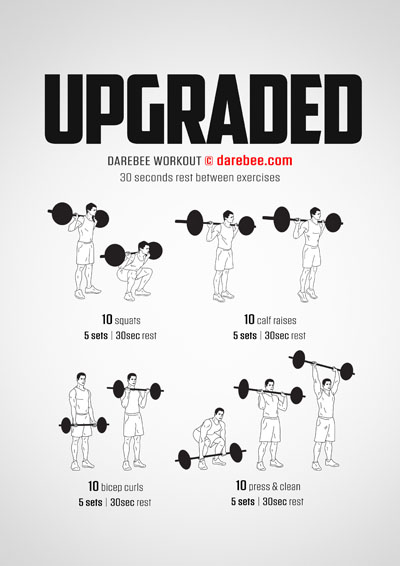 UPGRADED
DAREBEE WORKOUT © darebee.com
30 seconds rest between exercises
10 squats
5 sets | 30sec rest
10 calf raises
5 sets | 30sec rest
10 bicep curls
5 sets | 30sec rest
10 press & clean
5 sets | 30sec rest